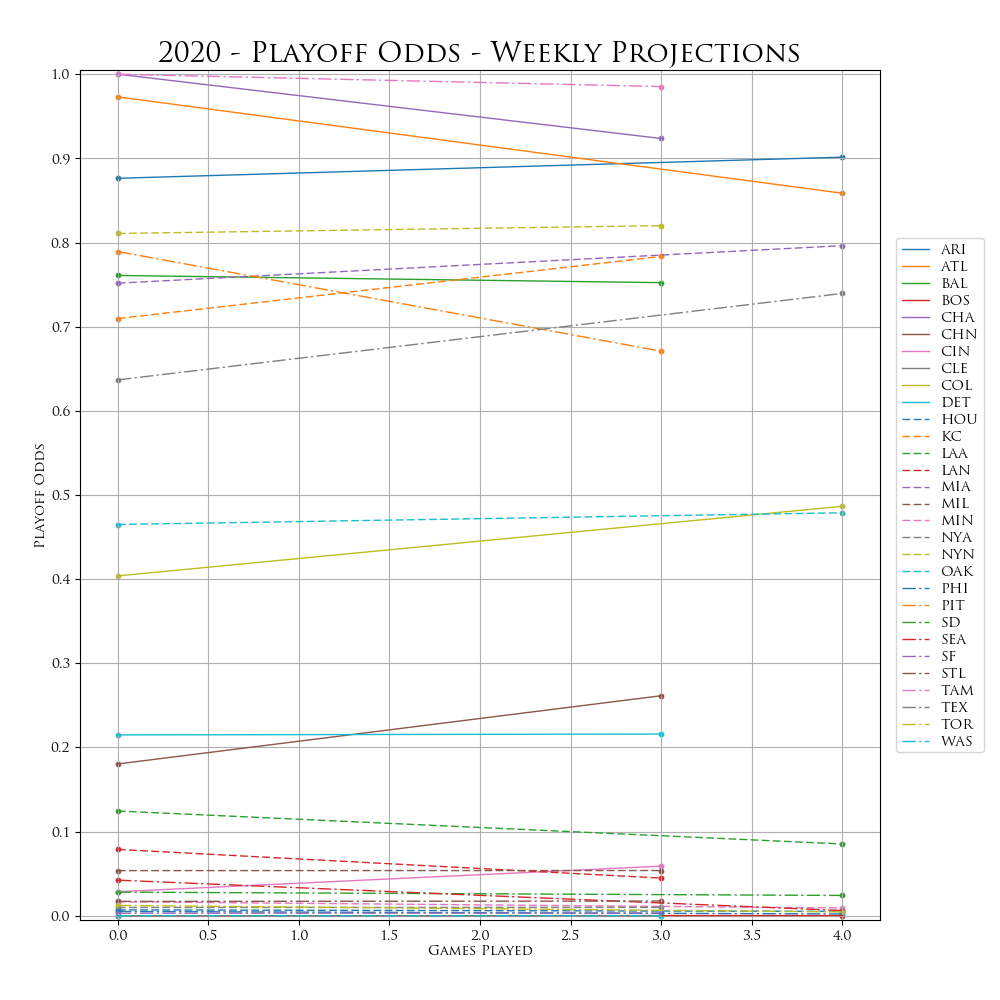 2020 - Playoff Odds - Weekly Projections
1.0
0.9
0.8
0.7
0.6
0.5
0.4
0.3
0.2
0.1
0.0
Playoff Odds
0.0 0.5 1.0 1.5 2.0 2.5 3.0 3.5 4.0
Games Played
ARI
ATL
BAL
BOS
CHA
CHN
CIN
CLE
COL
DET
HOU
KC
LAA
LAN
MIA
MIL
MIN
NYA
NYN
OAK
PHI
PIT
SD
SEA
SF
STL
TAM
TEX
TOR
WAS